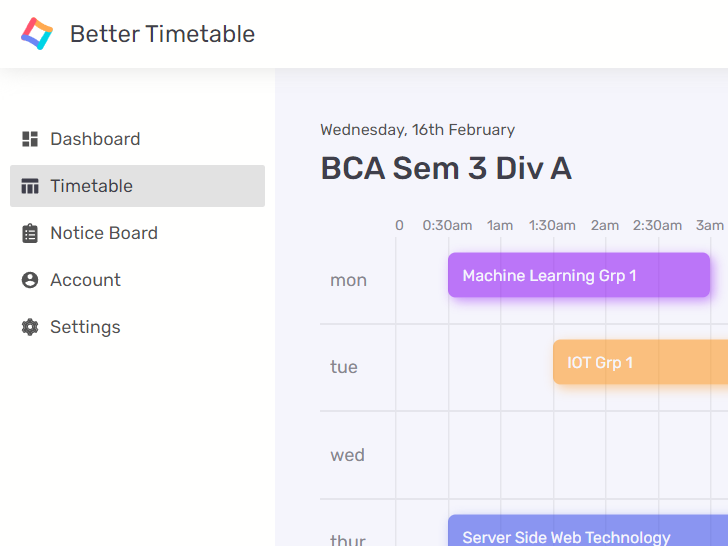 Better Timetable
Dashboard
Timetable
Notice Board
Account
Settings
Wednesday, 16th February
BCA Sem 3 Div A
0 0:30am 1am 1:30am 2am 2:30am 3am
mon Machine Learning Grp 1
tue IOT Grp 1
wed
thur Server Side Web Technology